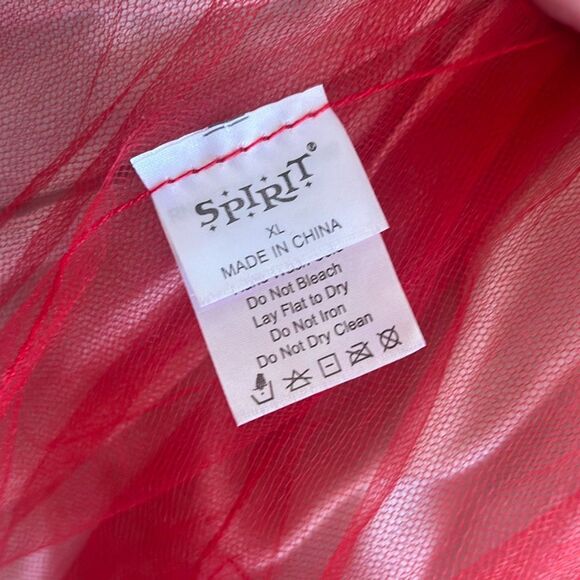 SPIRIT®
XL
MADE IN CHINA
Do Not Bleach
Lay Flat to Dry
Do Not Iron
Do Not Dry Clean